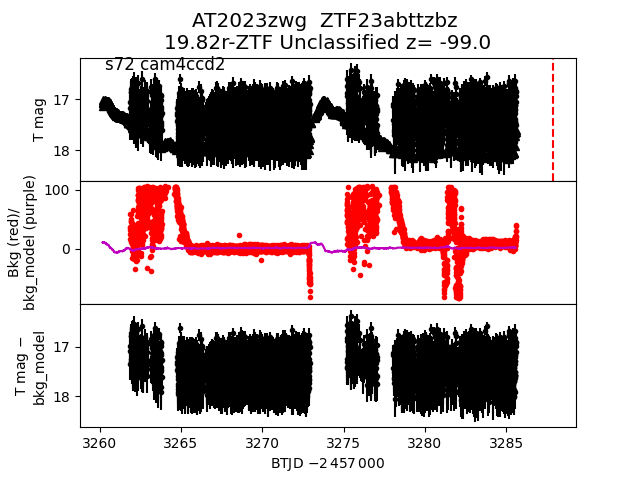 AT2023zwg  ZTF23abttzbz
19.82r-ZTF Unclassified z= -99.0
s72 cam4ccd2
T mag
17
18
Bkg (red)/
bkg_model (purple)
100
0
T mag −
bkg_model
17
18
3260
3265
3270
3275
3280
3285
BTJD −2 457 000